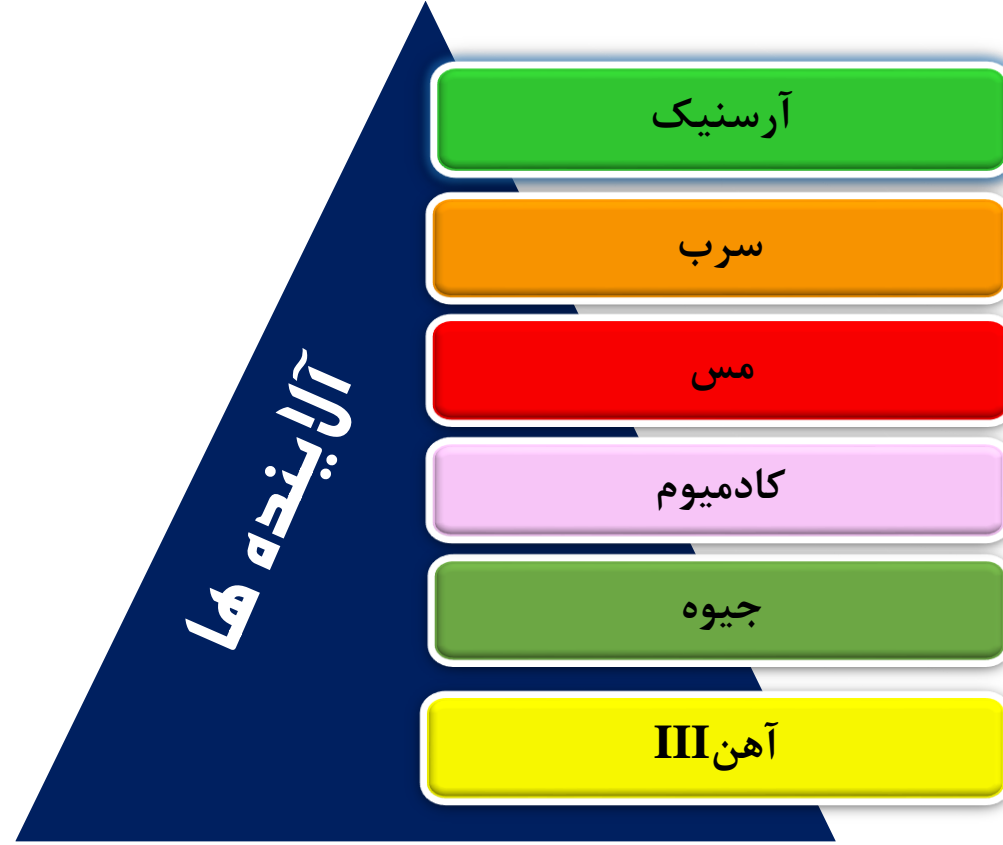 آلاینده ها
آرسنیک
سرب
مس
کادمیوم
جیوه
آهنIII